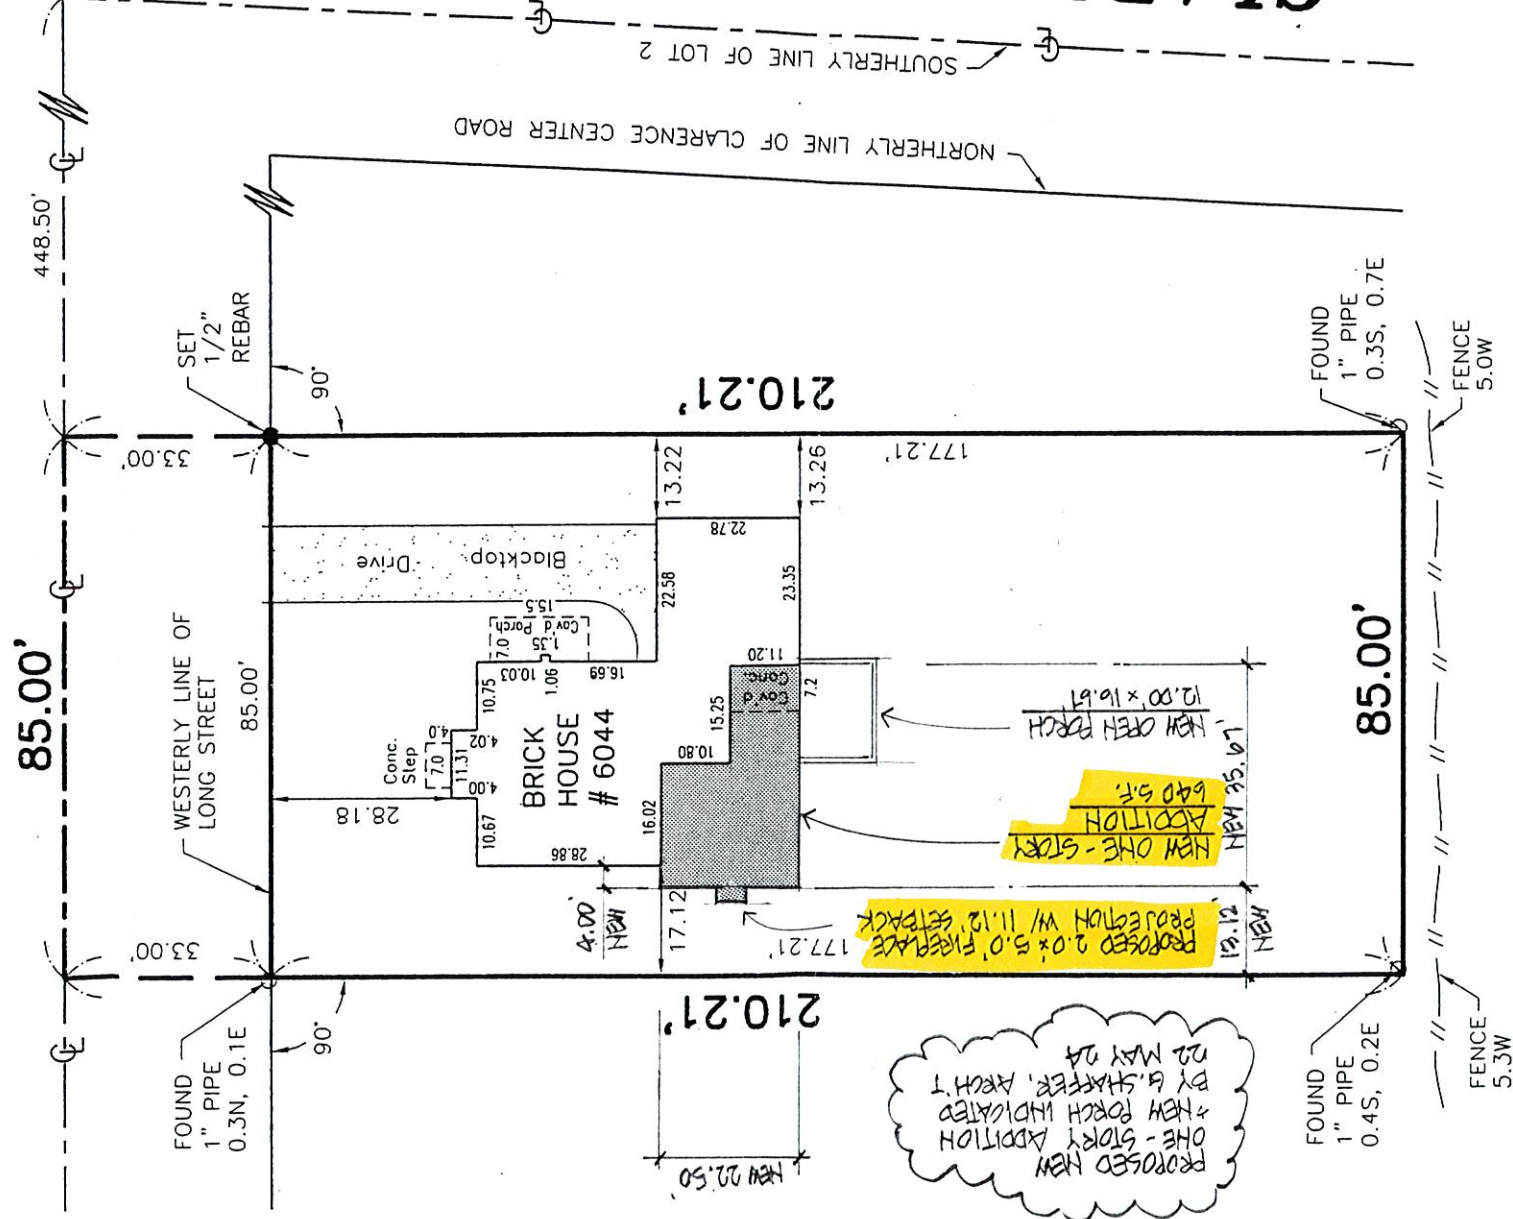 SOUTHERLY LINE OF LOT 2
NORTHERLY LINE OF CLARENCE CENTER ROAD
448.50'
SET
1/2"
REBAR
90°
210.21'
177.21'
33.00'
FOUND
1" PIPE
0.3S, 0.7E
FENCE
5.0W
85.00'
WESTERLY LINE OF
LONG STREET
85.00'
Blacktop Drive
13.22
13.26
22.78
22.58
23.35
15.5
Cov'd Porch
7.0
1.35
10.03
1.06
16.69
10.75
4.0
4.02
Conc.
Step
7.0
11.31
4.00
28.18
10.67
BRICK
HOUSE
# 6044
28.86
16.02
10.80
15.25
11.20
Cov'd
Conc.
7.2
NEW OPEN PORCH
12.00' x 16.67'
NEW 35.67'
NEW ONE-STORY
ADDITION
640 S.F.
PROPOSED 2.0'x 5.0' FIREPLACE
PROJECTION W/ 11.12' SETBACK
13.12'
NEW
4.00'
NEW
17.12
177.21'
85.00'
33.00'
210.21'
90°
FOUND
1" PIPE
0.3N, 0.1E
NEW 22.50'
PROPOSED NEW
ONE-STORY ADDITION
+ NEW PORCH INDICATED
BY G. SHAFFER, ARCH'T
22 MAY 24
FOUND
1" PIPE
0.4S, 0.2E
FENCE
5.3W